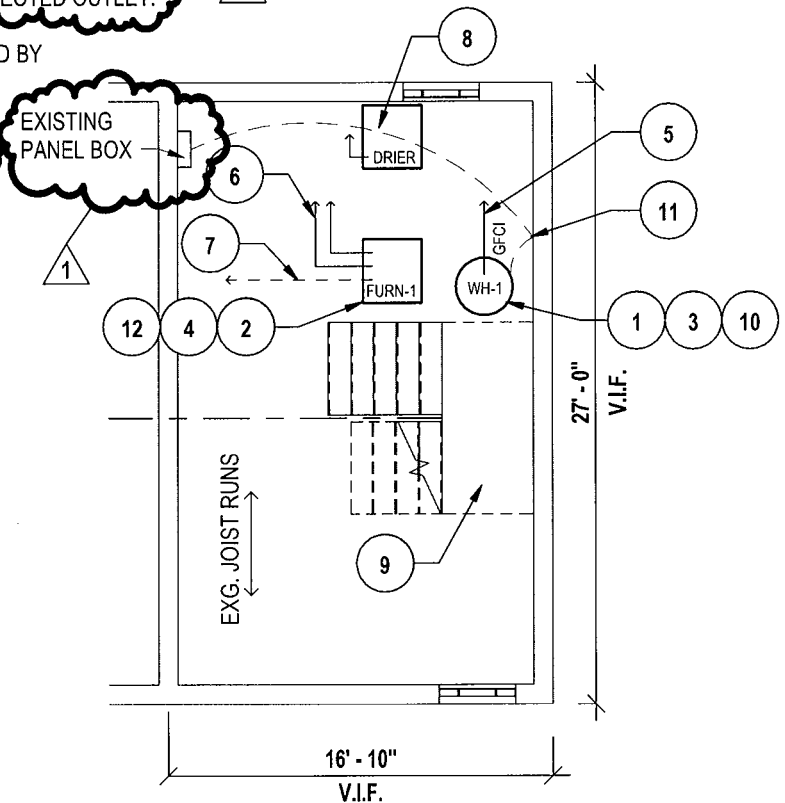 OUTLET.
D BY
8
EXISTING
PANEL BOX
DRIER
5
6
1
7
GFCI
11
FURN-1
WH-1
12 4 2
1 3 10
27' - 0"
V.I.F.
EXG. JOIST RUNS
9
16' - 10"
V.I.F.